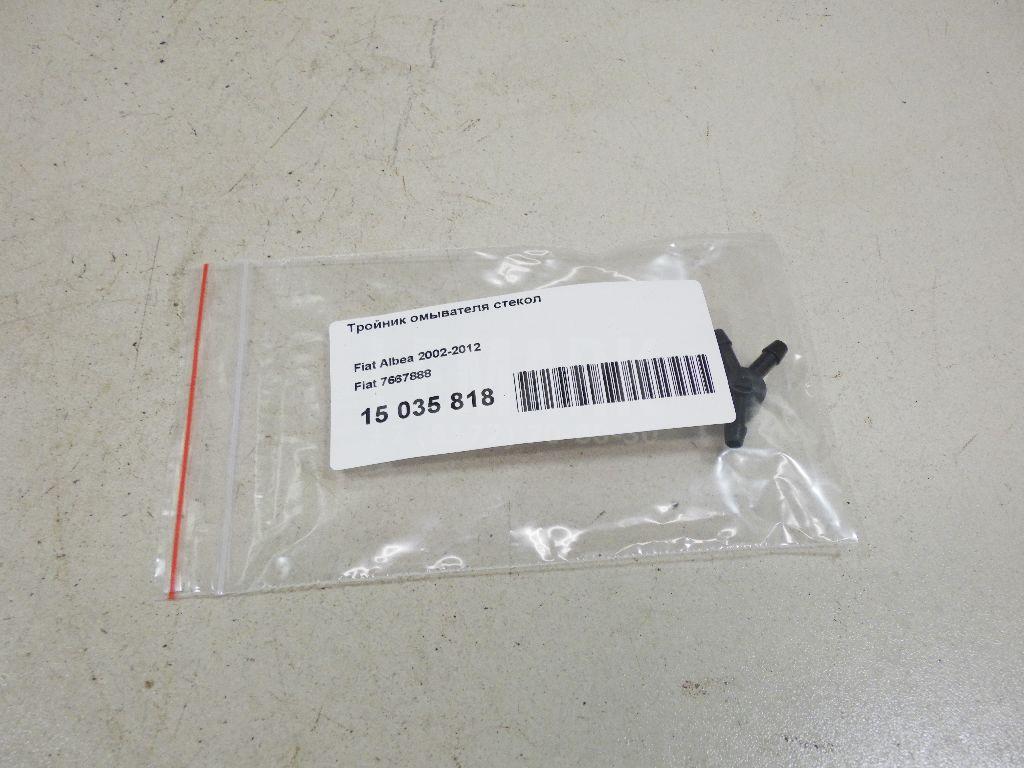 Тройник омывателя стекол
Fiat Albea 2002-2012
Fiat 7667888
15 035 818